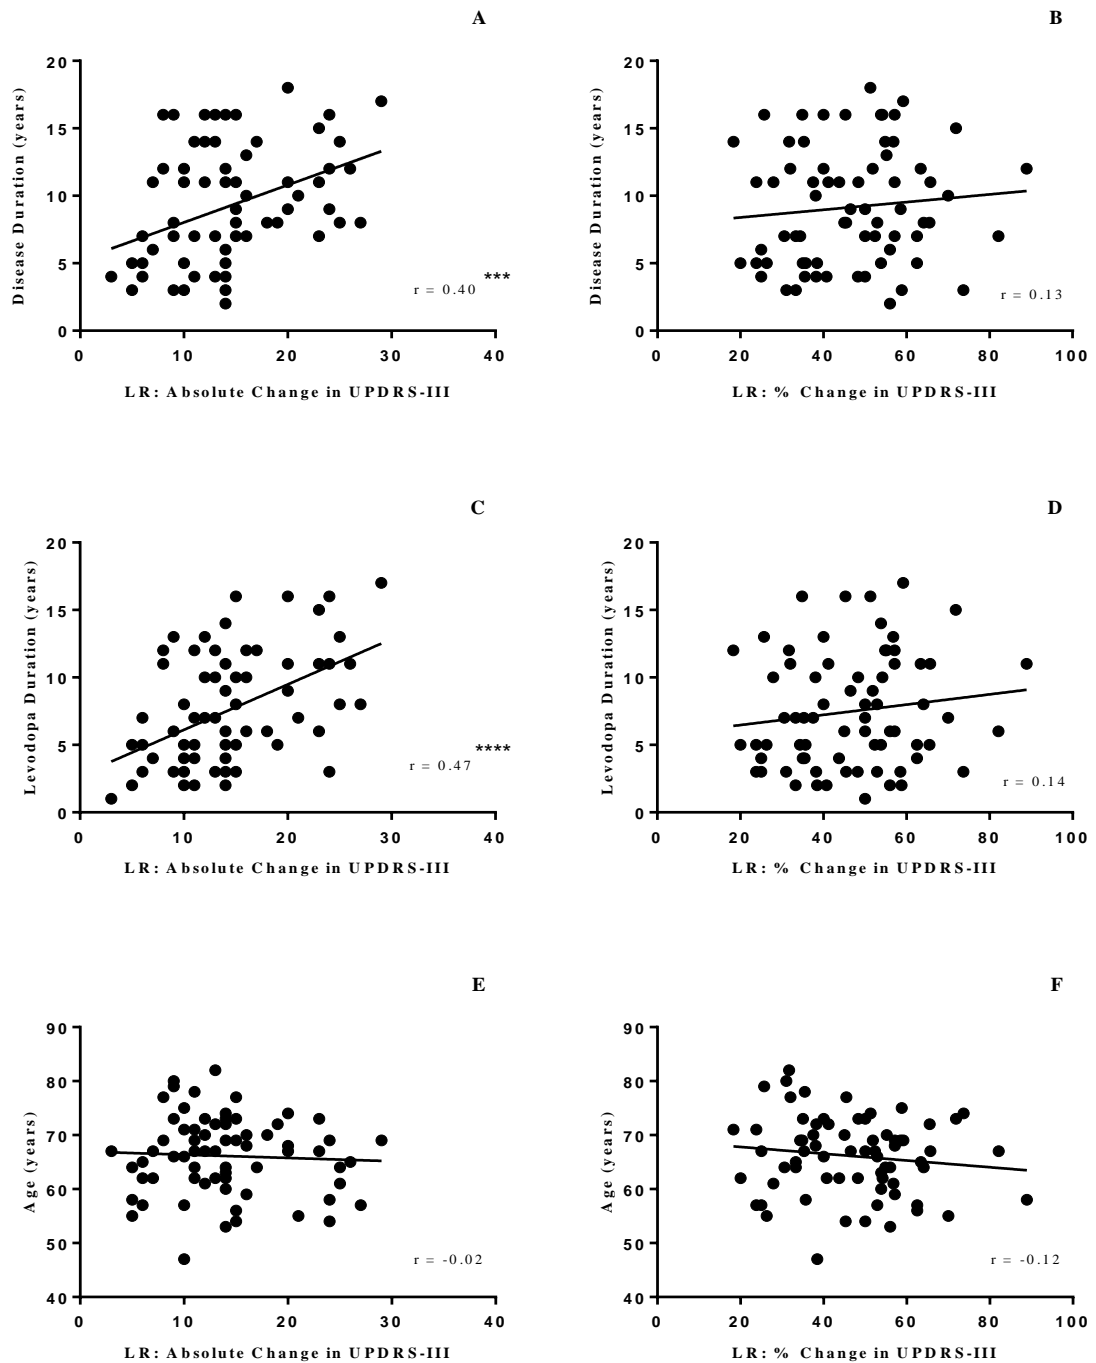 A
20
15
10
5
0
Disease Duration (years)
0 10 20 30 40
r = 0.40 ***
LR: Absolute Change in UPDRS-III
B
20
15
10
5
0
Disease Duration (years)
0 20 40 60 80 100
r = 0.13
LR: % Change in UPDRS-III
C
20
15
10
5
0
Levodopa Duration (years)
0 10 20 30 40
r = 0.47 ****
LR: Absolute Change in UPDRS-III
D
20
15
10
5
0
Levodopa Duration (years)
0 20 40 60 80 100
r = 0.14
LR: % Change in UPDRS-III
E
90
80
70
60
50
40
Age (years)
0 10 20 30 40
r = -0.02
LR: Absolute Change in UPDRS-III
F
90
80
70
60
50
40
Age (years)
0 20 40 60 80 100
r = -0.12
LR: % Change in UPDRS-III